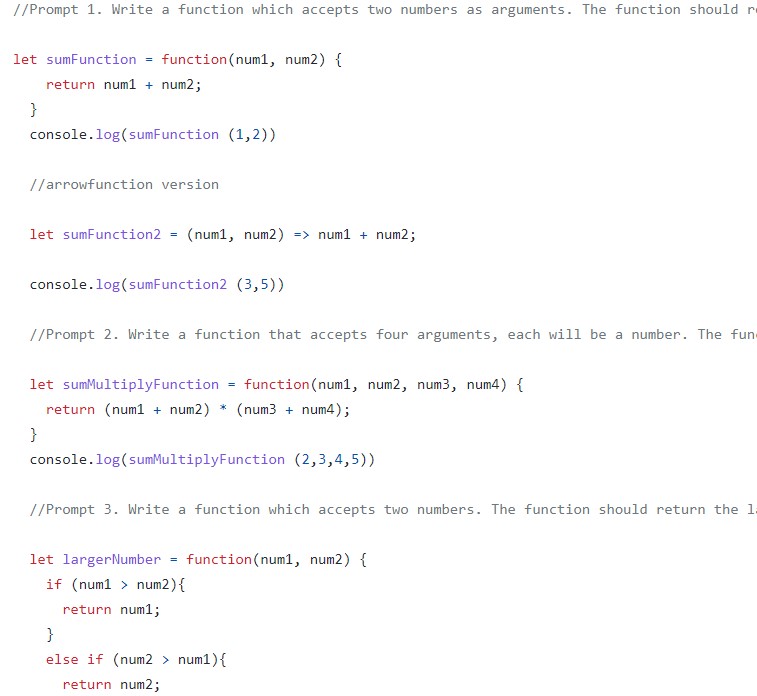 //Prompt 1. Write a function which accepts two numbers as arguments. The function should
let sumFunction = function(num1, num2) {
return num1 + num2;
}
console.log(sumFunction (1,2))
//arrowfunction version
let sumFunction2 = (num1, num2) => num1 + num2;
console.log(sumFunction2 (3,5))
//Prompt 2. Write a function that accepts four arguments, each will be a number. The
let sumMultiplyFunction = function(num1, num2, num3, num4) {
return (num1 + num2) * (num3 + num4);
}
console.log(sumMultiplyFunction (2,3,4,5))
//Prompt 3. Write a function which accepts two numbers. The function should return the
let largerNumber = function(num1, num2) {
if (num1 > num2){
return num1;
}
else if (num2 > num1){
return num2;